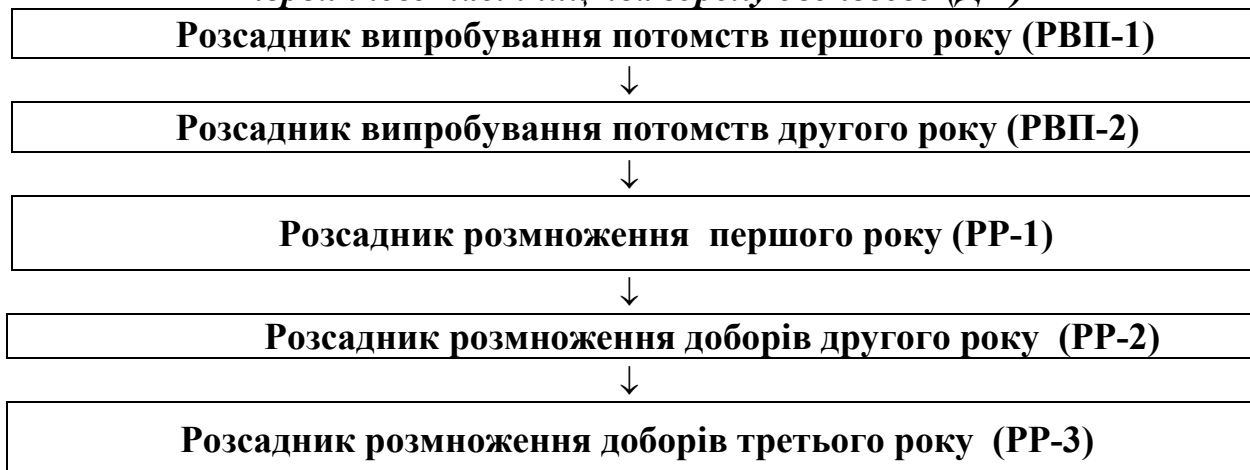 Розсадник випробування потомств першого року (РВП-1)
↓
Розсадник випробування потомств другого року (РВП-2)
↓
Розсадник розмноження першого року (РР-1)
↓
Розсадник розмноження доборів другого року (РР-2)
↓
Розсадник розмноження доборів третього року (РР-3)